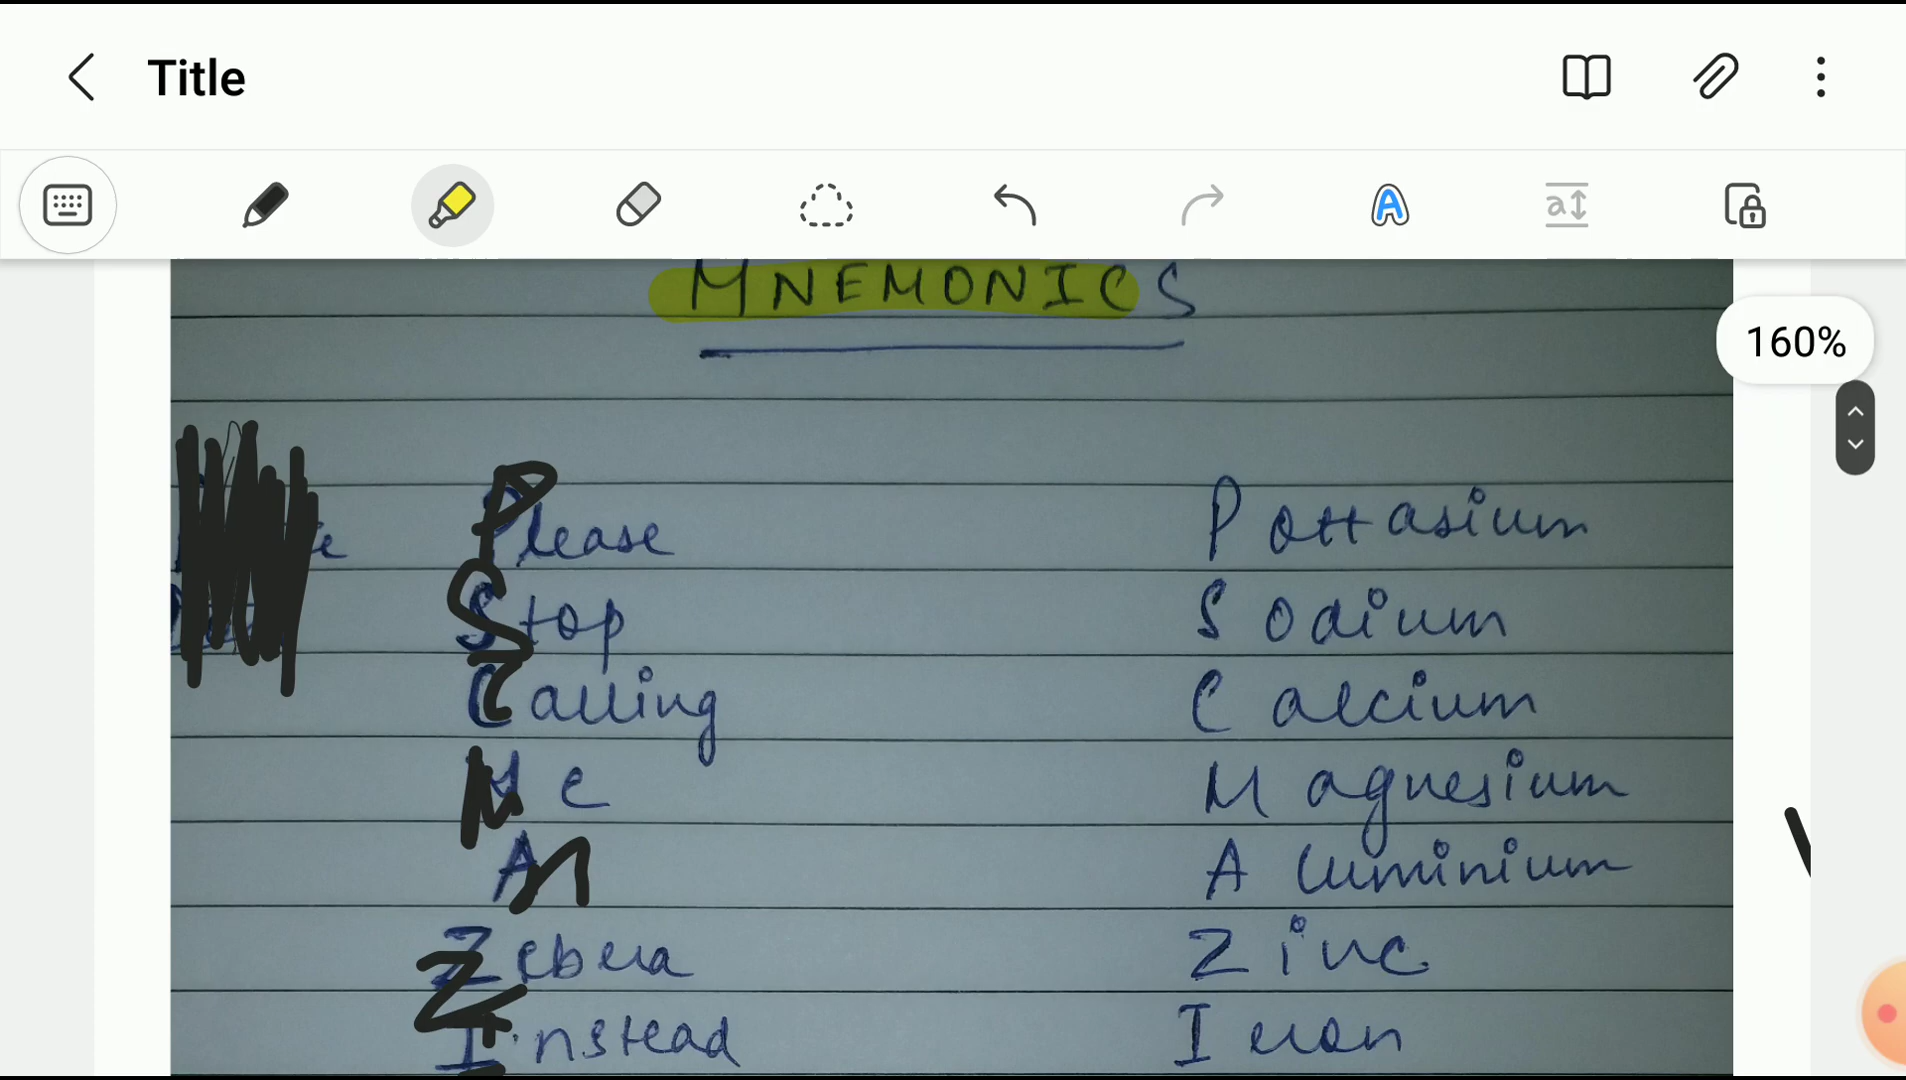 Title
160%
MNEMONICS
Please Pottasium
Stop Sodium
Calling Calcium
Me Magnesium
A Aluminium
Zebra Zinc
Instead Iron